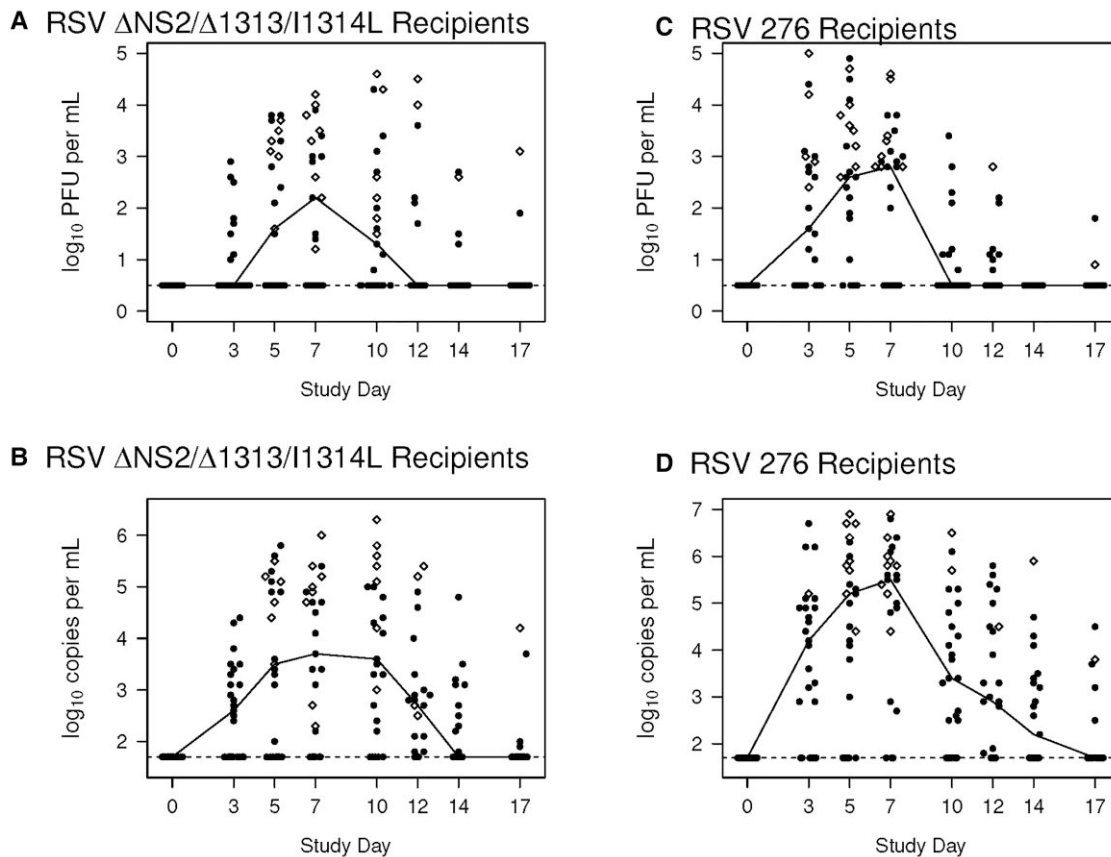 A RSV ΔNS2/Δ1313/I1314L Recipients
5
4
3
2
1
0
log10 PFU per mL
0 3 5 7 10 12 14 17
Study Day
B RSV ΔNS2/Δ1313/I1314L Recipients
6
5
4
3
2
log10 copies per mL
0 3 5 7 10 12 14 17
Study Day
C RSV 276 Recipients
5
4
3
2
1
0
log10 PFU per mL
0 3 5 7 10 12 14 17
Study Day
D RSV 276 Recipients
7
6
5
4
3
2
log10 copies per mL
0 3 5 7 10 12 14 17
Study Day